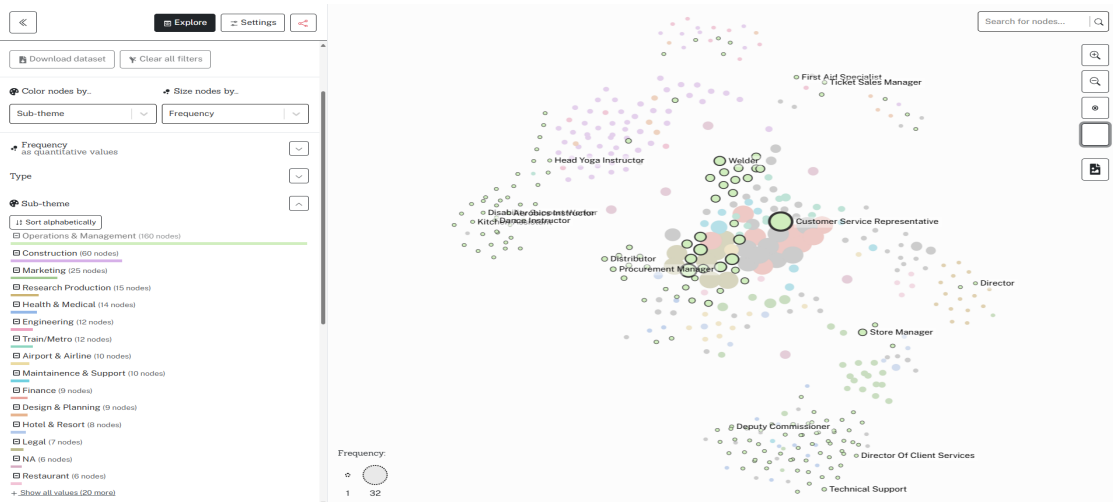 Explore
Settings
Search for nodes...
Download dataset
Clear all filters
Color nodes by..
Size nodes by..
Sub-theme
Frequency
Frequency
as quantitative values
Type
Sub-theme
Sort alphabetically
Operations & Management (160 nodes)
Construction (60 nodes)
Marketing (25 nodes)
Research Production (15 nodes)
Health & Medical (14 nodes)
Engineering (12 nodes)
Train/Metro (12 nodes)
Airport & Airline (10 nodes)
Maintainence & Support (10 nodes)
Finance (9 nodes)
Design & Planning (9 nodes)
Hotel & Resort (8 nodes)
Legal (7 nodes)
NA (6 nodes)
Restaurant (6 nodes)
+ Show all values (20 more)
First Aid Specialist
Ticket Sales Manager
Head Yoga Instructor
Welder
Customer Service Representative
Dance Instructor
Distributor
Procurement Manager
Director
Store Manager
Deputy Commissioner
Director Of Client Services
Technical Support
Frequency:
1 32